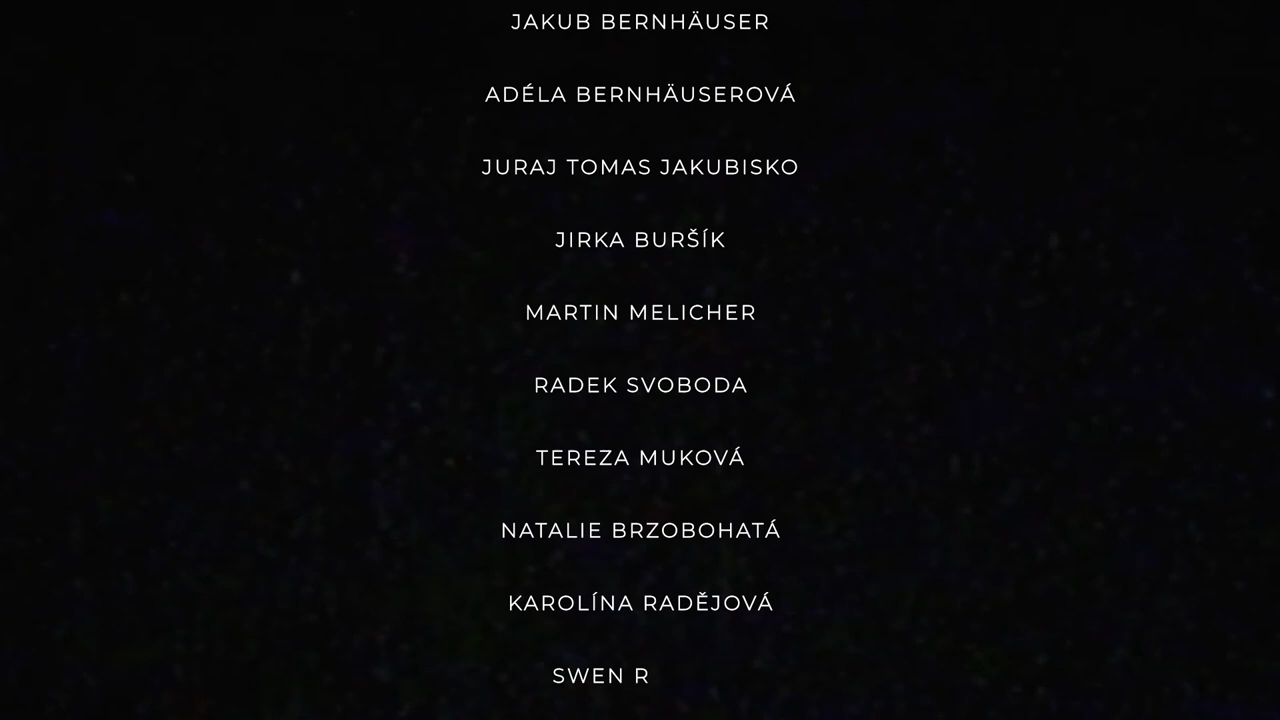 JAKUB BERNHÄUSER
ADÉLA BERNHÄUSEROVÁ
JURAJ TOMAS JAKUBISKO
JIRKA BURŠÍK
MARTIN MELICHER
RADEK SVOBODA
TEREZA MUKOVÁ
NATALIE BRZOBOHATÁ
KAROLÍNA RADĚJOVÁ
SWEN R